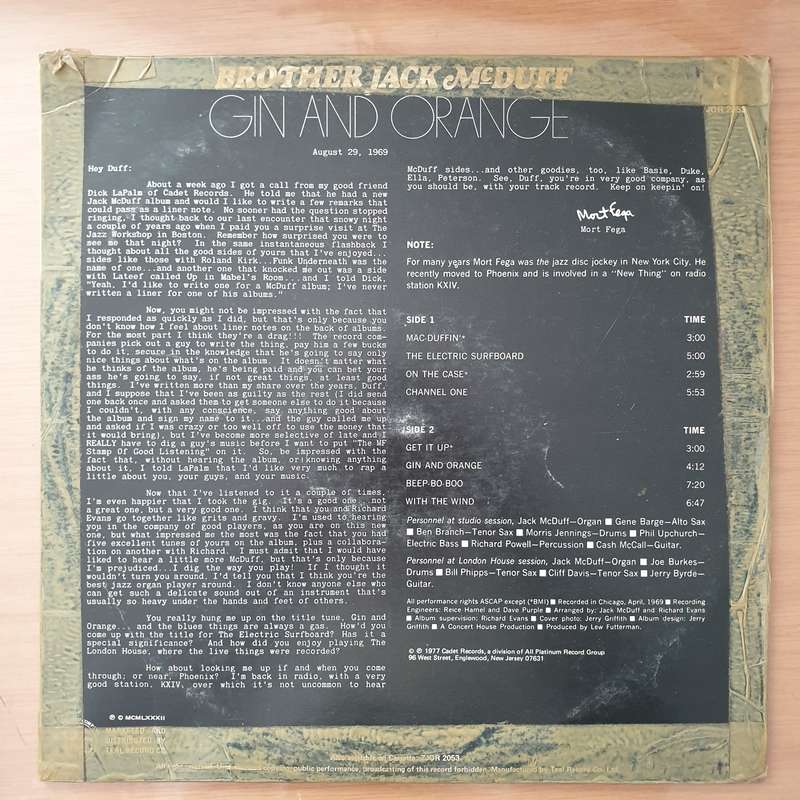 BROTHER JACK McDUFF
GIN AND ORANGE
JGR 2053
August 29, 1969
Hey Duff:
About a week ago I got a call from my good friend
Dick LaPalm of Cadet Records. He told me that he had a new
Jack McDuff album and would I like to write a few remarks that
could pass as a liner note. No sooner had the question stopped
ringing, I thought back to our last encounter that snowy night
a couple of years ago when I paid you a surprise visit at The
Jazz Workshop in Boston. Remember how surprised you were to
see me that night? In the same instantaneous flashback I
thought about all the good sides of yours that I've enjoyed...
sides like those with Roland Kirk...Funk Underneath was the
name of one...and another one that knocked me out was a side
with Lateef called Up in Mabel's Room...and I told Dick,
"Yeah, I'd like to write one for a McDuff album; I've never
written a liner for one of his albums."
Now, you might not be impressed with the fact that
I responded as quickly as I did, but that's only because you
don't know how I feel about liner notes on the back of albums.
For the most part I think they're a drag!!! The record com-
panies pick out a guy to write the thing, pay him a few bucks
to do it, secure in the knowledge that he's going to say only
nice things about what's on the album. It doesn't matter what
he thinks of the album, he's being paid and you can bet your
ass he's going to say, if not great things, at least good
things. I've written more than my share over the years, Duff,
and I suppose that I've been as guilty as the rest (I did send
one back once and asked them to get someone else to do it because
I couldn't, with any conscience, say anything good about
the album and sign my name to it...and the guy called me up
and asked if I was crazy or too well off to use the money that
it would bring), but I've become more selective of late and I
REALLY have to dig a guy's music before I want to put "The MF
Stamp Of Good Listening" on it. So, be impressed with the
fact that, without hearing the album, or knowing anything
about it, I told LaPalm that I'd like very much to rap a
little about you, your guys, and your music.
Now that I've listened to it a couple of times,
I'm even happier that I took the gig. It's a good one...not
a great one, but a very good one. I think that you and Richard
Evans go together like grits and gravy. I'm used to hearing
you in the company of good players, as you are on this new
one, but what impressed me the most was the fact that you had
five excellent tunes of yours on the album, plus a collabora-
tion on another with Richard. I must admit that I would have
liked to hear a little more McDuff, but that's only because
I'm prejudiced...I dig the way you play! If I thought it
wouldn't turn you around, I'd tell you that I think you're the
best jazz organ player around. I don't know anyone else who
can get such a delicate sound out of an instrument that's
usually so heavy under the hands and feet of others.
You really hung me up on the title tune, Gin and
Orange...and the blues things are always a gas. How'd you
come up with the title for The Electric Surfboard? Has it a
special significance? And how did you enjoy playing The
London House, where the live things were recorded?
How about looking me up if and when you come
through; or near, Phoenix? I'm back in radio, with a very
good station, KXIV, over which it's not uncommon to hear
McDuff sides...and other goodies, too, like Basie, Duke,
Ella, Peterson. See, Duff, you're in very good company, as
you should be, with your track record. Keep on keepin' on!
Mort Fega
Mort Fega
NOTE:
For many years Mort Fega was the jazz disc jockey in New York City. He
recently moved to Phoenix and is involved in a "New Thing" on radio
station KXIV.
SIDE 1 TIME
MAC-DUFFIN'* 3:00
THE ELECTRIC SURFBOARD 5:00
ON THE CASE* 2:59
CHANNEL ONE 5:53
SIDE 2 TIME
GET IT UP* 3:00
GIN AND ORANGE 4:12
BEEP-BO-BOO 7:20
WITH THE WIND 6:47
Personnel at studio session, Jack McDuff—Organ ■ Gene Barge—Alto Sax
■ Ben Branch—Tenor Sax ■ Morris Jennings—Drums ■ Phil Upchurch—
Electric Bass ■ Richard Powell—Percussion ■ Cash McCall—Guitar.
Personnel at London House session, Jack McDuff—Organ ■ Joe Burkes—
Drums ■ Bill Phipps—Tenor Sax ■ Cliff Davis—Tenor Sax ■ Jerry Byrde—
Guitar.
All performance rights ASCAP except (*BMI) ■ Recorded in Chicago, April, 1969 ■ Recording
Engineers: Reice Hamel and Dave Purple ■ Arranged by: Jack McDuff and Richard Evans
■ Album supervision: Richard Evans ■ Cover photo: Jerry Griffith ■ Album design: Jerry
Griffith ■ A Concert House Production ■ Produced by Lew Futterman.
© ℗ 1977 Cadet Records, a division of All Platinum Record Group
96 West Street, Englewood, New Jersey 07631
℗ © MCMLXXXII
MARKETED AND
DISTRIBUTED BY
TEAL RECORD CO.
Also available on Cassette: ZJGR 2053
public performance, broadcasting of this record forbidden. Manufactured by Teal Record Co. Ltd.